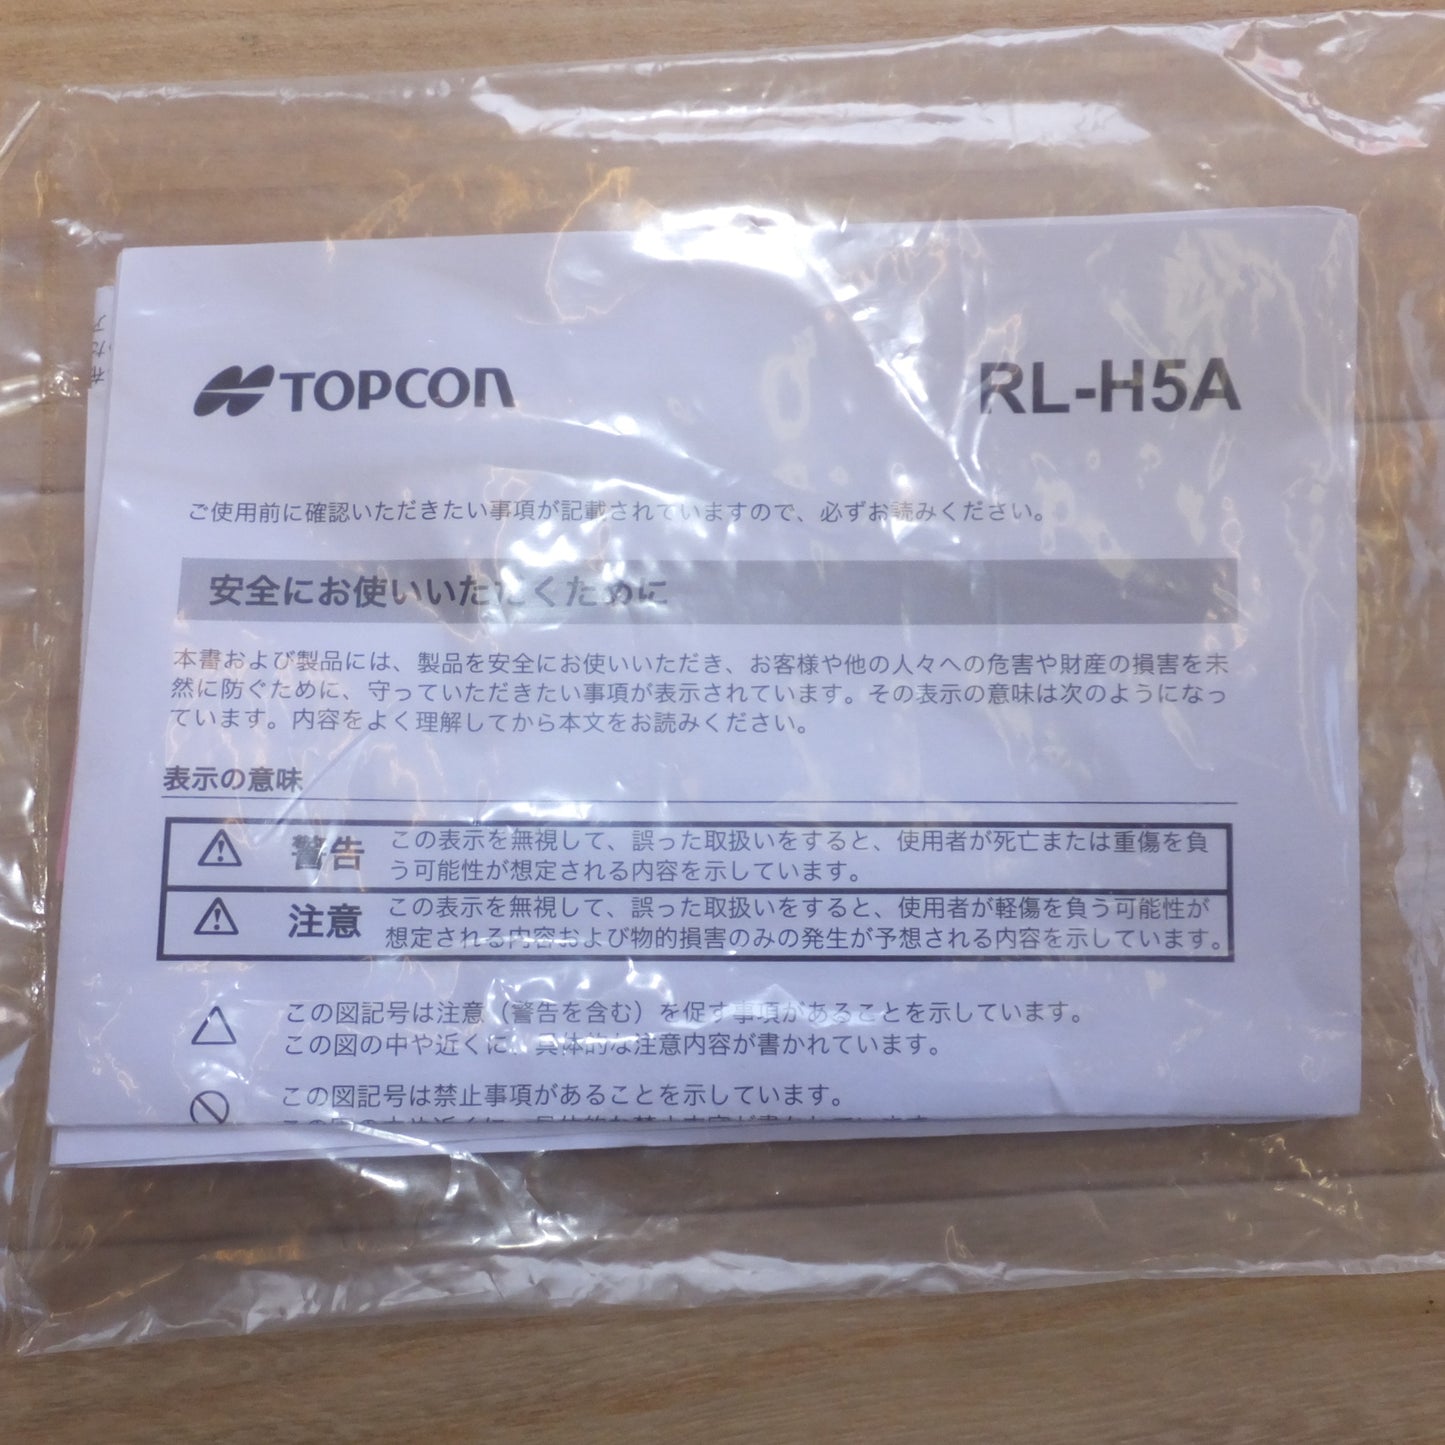 TOPCON
RL-H5A
ご使用前に確認いただきたい事項が記載されていますので、必ずお読みください。
安全にお使いいただくために
本書および製品には、製品を安全にお使いいただき、お客様や他の人々への危害や財産の損害を未
然に防ぐために、守っていただきたい事項が表示されています。その表示の意味は次のようになっ
ています。内容をよく理解してから本文をお読みください。
表示の意味
警告
この表示を無視して、誤った取扱いをすると、使用者が死亡または重傷を負
う可能性が想定される内容を示しています。
注意
この表示を無視して、誤った取扱いをすると、使用者が軽傷を負う可能性が
想定される内容および物的損害のみの発生が予想される内容を示しています。
この図記号は注意（警告を含む）を促す事項があることを示しています。
この図の中や近くに、具体的な注意内容が書かれています。
この図記号は禁止事項があることを示しています。